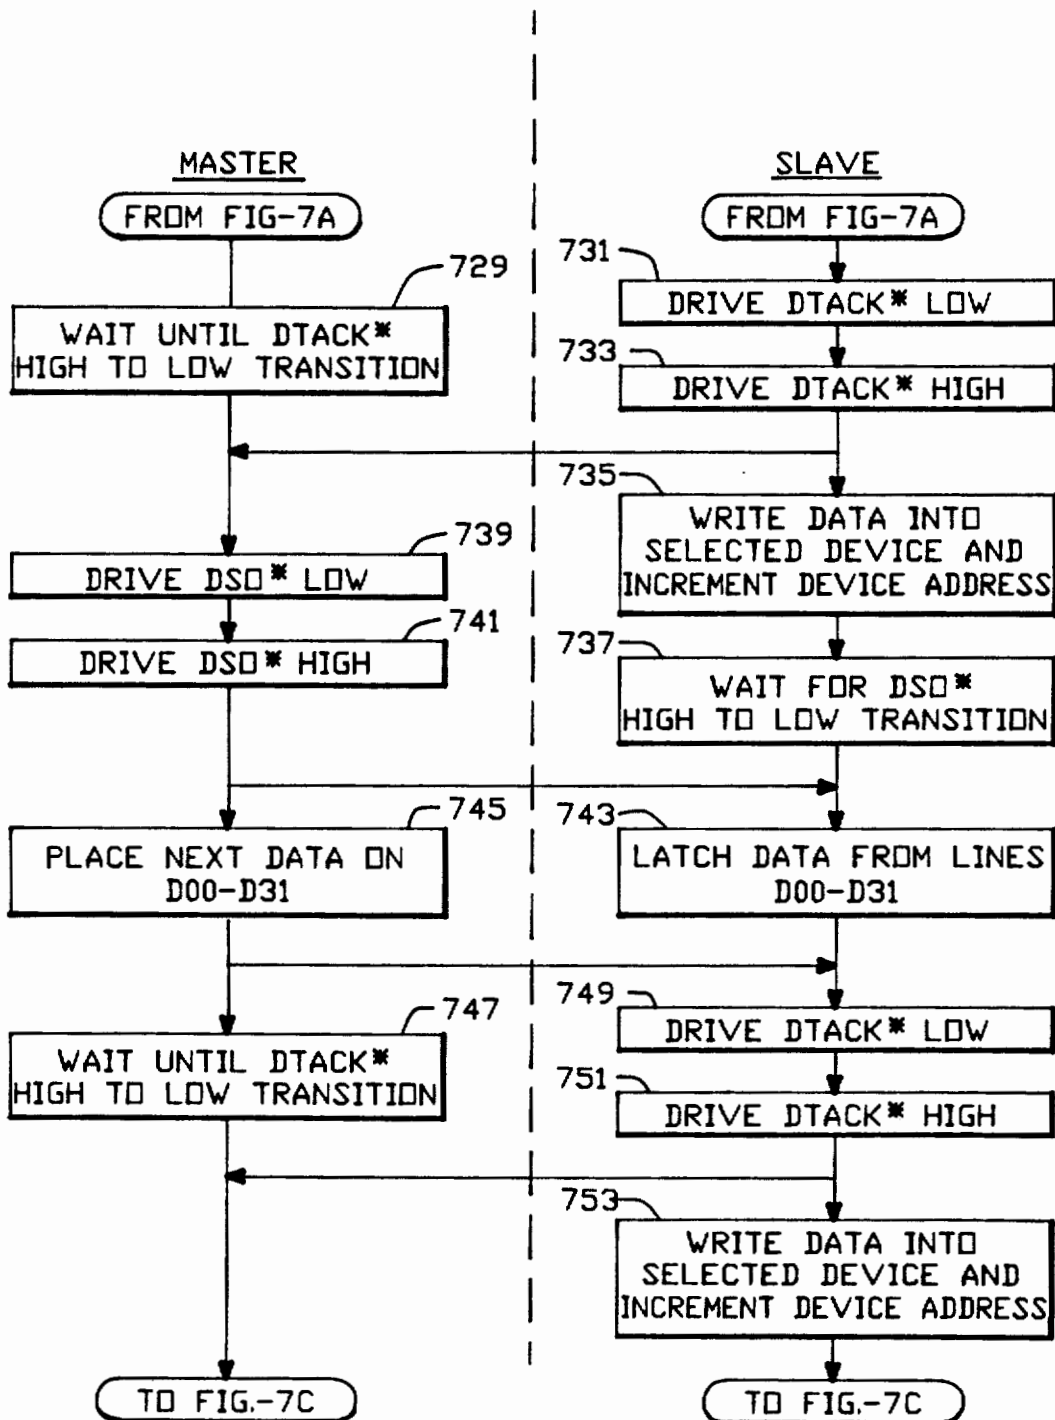 MASTER
SLAVE
FROM FIG-7A
FROM FIG-7A
729
WAIT UNTIL DTACK*
HIGH TO LOW TRANSITION
731
DRIVE DTACK* LOW
733
DRIVE DTACK* HIGH
735
WRITE DATA INTO
SELECTED DEVICE AND
INCREMENT DEVICE ADDRESS
739
DRIVE DSO* LOW
741
DRIVE DSO* HIGH
737
WAIT FOR DSO*
HIGH TO LOW TRANSITION
745
PLACE NEXT DATA ON
D00-D31
743
LATCH DATA FROM LINES
D00-D31
747
WAIT UNTIL DTACK*
HIGH TO LOW TRANSITION
749
DRIVE DTACK* LOW
751
DRIVE DTACK* HIGH
753
WRITE DATA INTO
SELECTED DEVICE AND
INCREMENT DEVICE ADDRESS
TO FIG.-7C
TO FIG.-7C